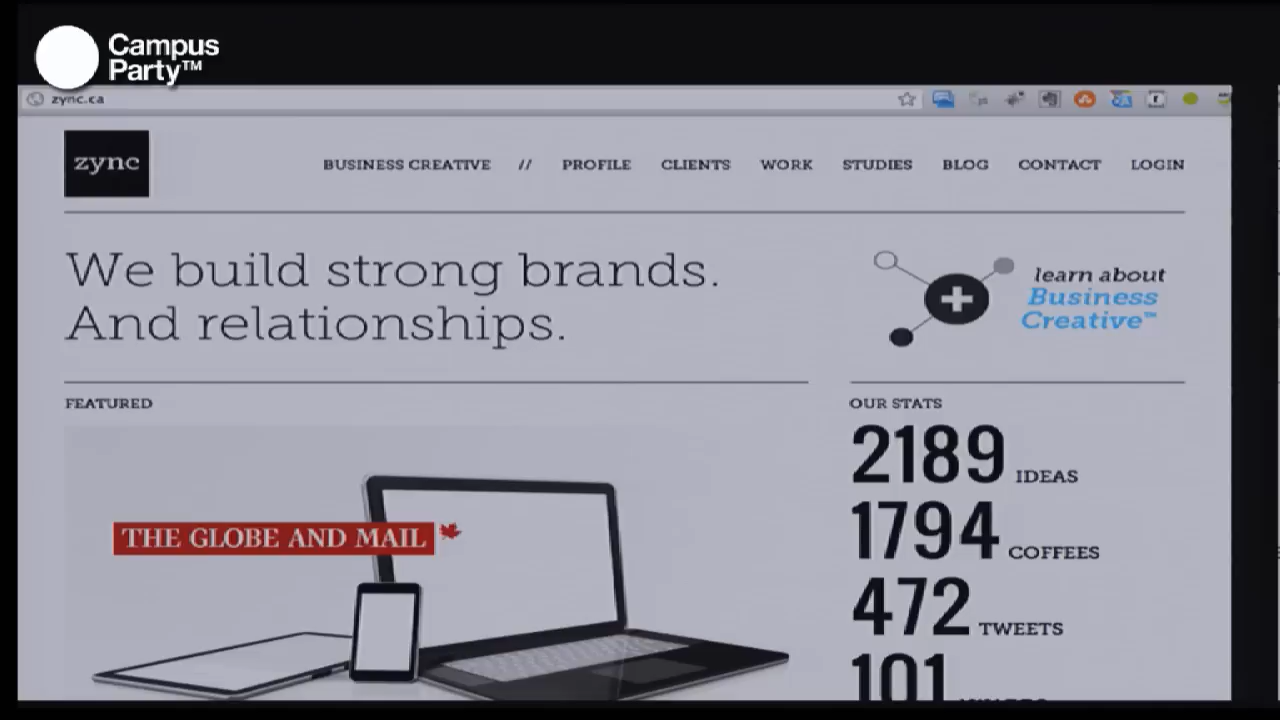 Campus
Party™
zync.ca
zync
BUSINESS CREATIVE // PROFILE CLIENTS WORK STUDIES BLOG CONTACT LOGIN
We build strong brands.
And relationships.
learn about
Business
Creative™
FEATURED
THE GLOBE AND MAIL
OUR STATS
2189 IDEAS
1794 COFFEES
472 TWEETS
101